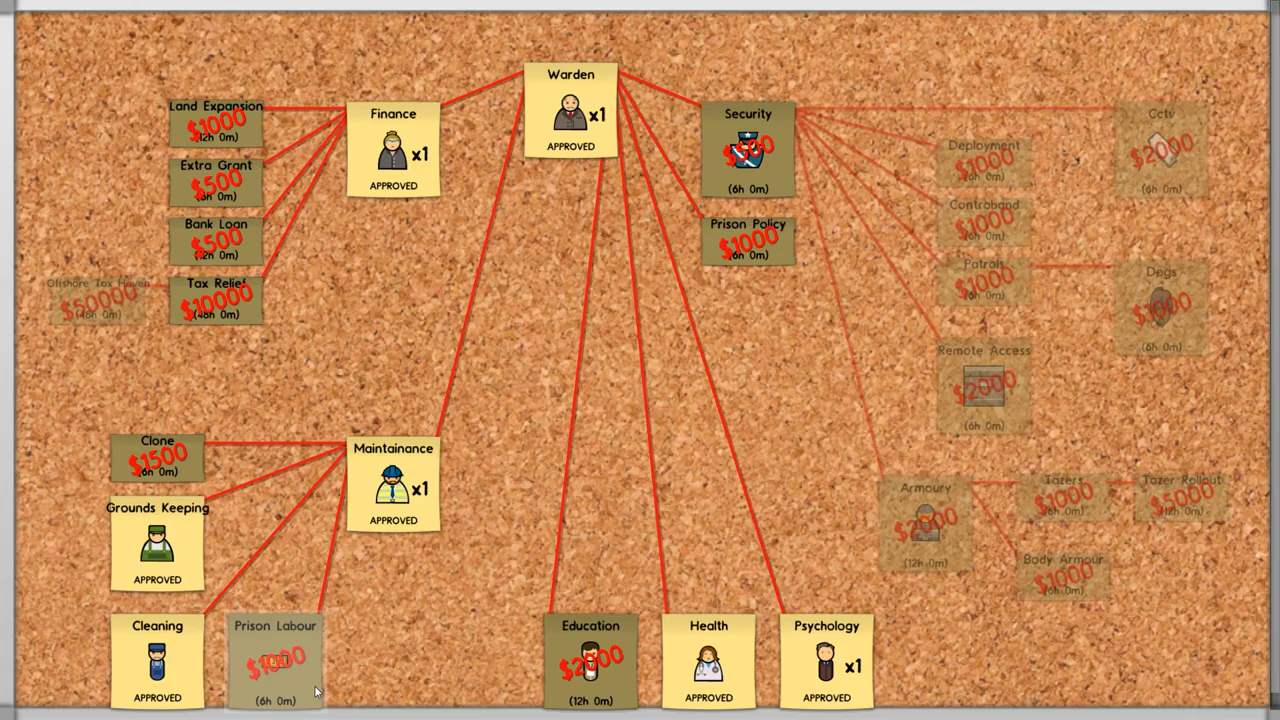 Warden
x1
APPROVED
Land Expansion
$1000
(12h 0m)
Extra Grant
$500
(6h 0m)
Bank Loan
$500
(12h 0m)
Offshore Tax Haven
$50000
(48h 0m)
Tax Relief
$10000
(48h 0m)
Finance
x1
APPROVED
Security
$500
(6h 0m)
Prison Policy
$1000
(6h 0m)
Deployment
$1000
(6h 0m)
Contraband
$1000
(6h 0m)
Patrols
$1000
(6h 0m)
Remote Access
$2000
(6h 0m)
Cctv
$2000
(6h 0m)
Dogs
$1000
(6h 0m)
Clone
$1500
(6h 0m)
Grounds Keeping
APPROVED
Maintainance
x1
APPROVED
Armoury
$2000
(12h 0m)
Tazers
$1000
(6h 0m)
Tazer Rollout
$5000
(12h 0m)
Body Armour
$1000
(6h 0m)
Cleaning
APPROVED
Prison Labour
$1000
(6h 0m)
Education
$2000
(12h 0m)
Health
APPROVED
Psychology
x1
APPROVED